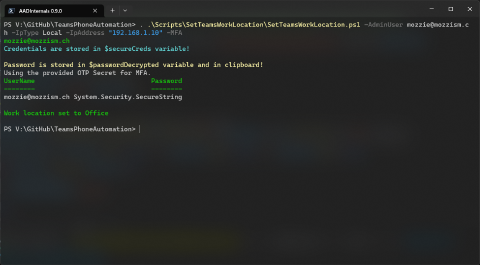 AADInternals 0.9.0
PS V:\GitHub\TeamsPhoneAutomation> . .\Scripts\SetTeamsWorkLocation\SetTeamsWorkLocation.ps1 -AdminUser mozzie@mozzism.c
h -IpType Local -IpAddress "192.168.1.10" -MFA
mozzie@mozzism.ch
Credentials are stored in $secureCreds variable!
Password is stored in $passwordDecrypted variable and in clipboard!
Using the provided OTP Secret for MFA.
UserName Password
-------- --------
mozzie@mozzism.ch System.Security.SecureString
Work location set to Office
PS V:\GitHub\TeamsPhoneAutomation>